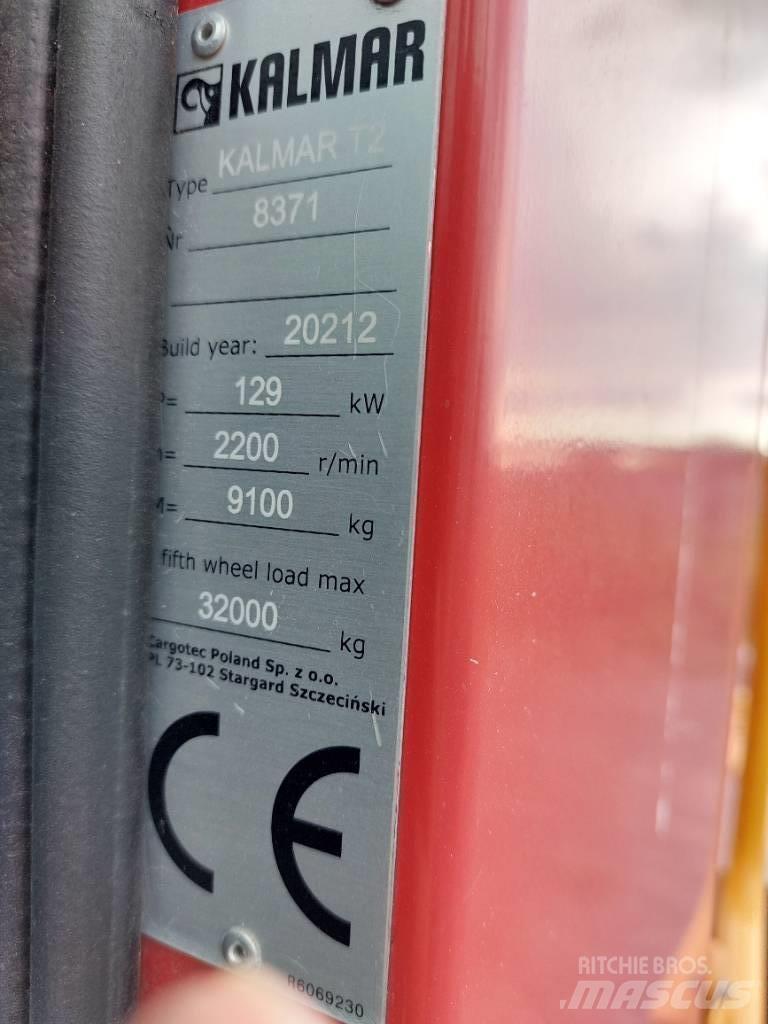 KALMAR
Type KALMAR T2
Nr 8371
Build year: 20212
P= 129 kW
n= 2200 r/min
M= 9100 kg
fifth wheel load max
32000 kg
Cargotec Poland Sp. z o.o.
PL 73-102 Stargard Szczeciński
CE
R6069230
RITCHIE BROS.
MASCUS